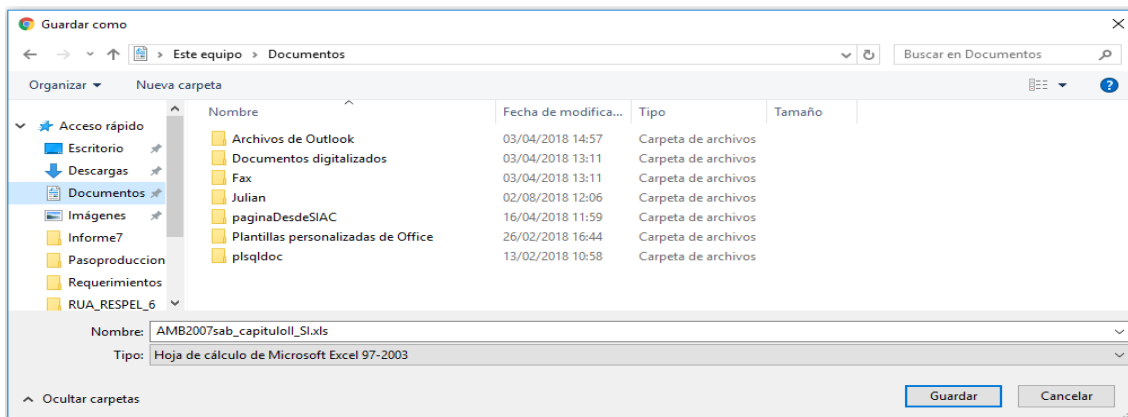 Guardar como
Este equipo > Documentos
Buscar en Documentos
Organizar
Nueva carpeta
Nombre
Fecha de modifica...
Tipo
Tamaño
Acceso rápido
Escritorio
Descargas
Documentos
Imágenes
Informe7
Pasoproduccion
Requerimientos
RUA_RESPEL_6
Archivos de Outlook 03/04/2018 14:57 Carpeta de archivos
Documentos digitalizados 03/04/2018 13:11 Carpeta de archivos
Fax 03/04/2018 13:11 Carpeta de archivos
Julian 02/08/2018 12:06 Carpeta de archivos
paginaDesdeSIAC 16/04/2018 11:59 Carpeta de archivos
Plantillas personalizadas de Office 26/02/2018 16:44 Carpeta de archivos
plsqldoc 13/02/2018 10:58 Carpeta de archivos
Nombre: AMB2007sab_capituloII_SI.xls
Tipo: Hoja de cálculo de Microsoft Excel 97-2003
Ocultar carpetas
Guardar
Cancelar